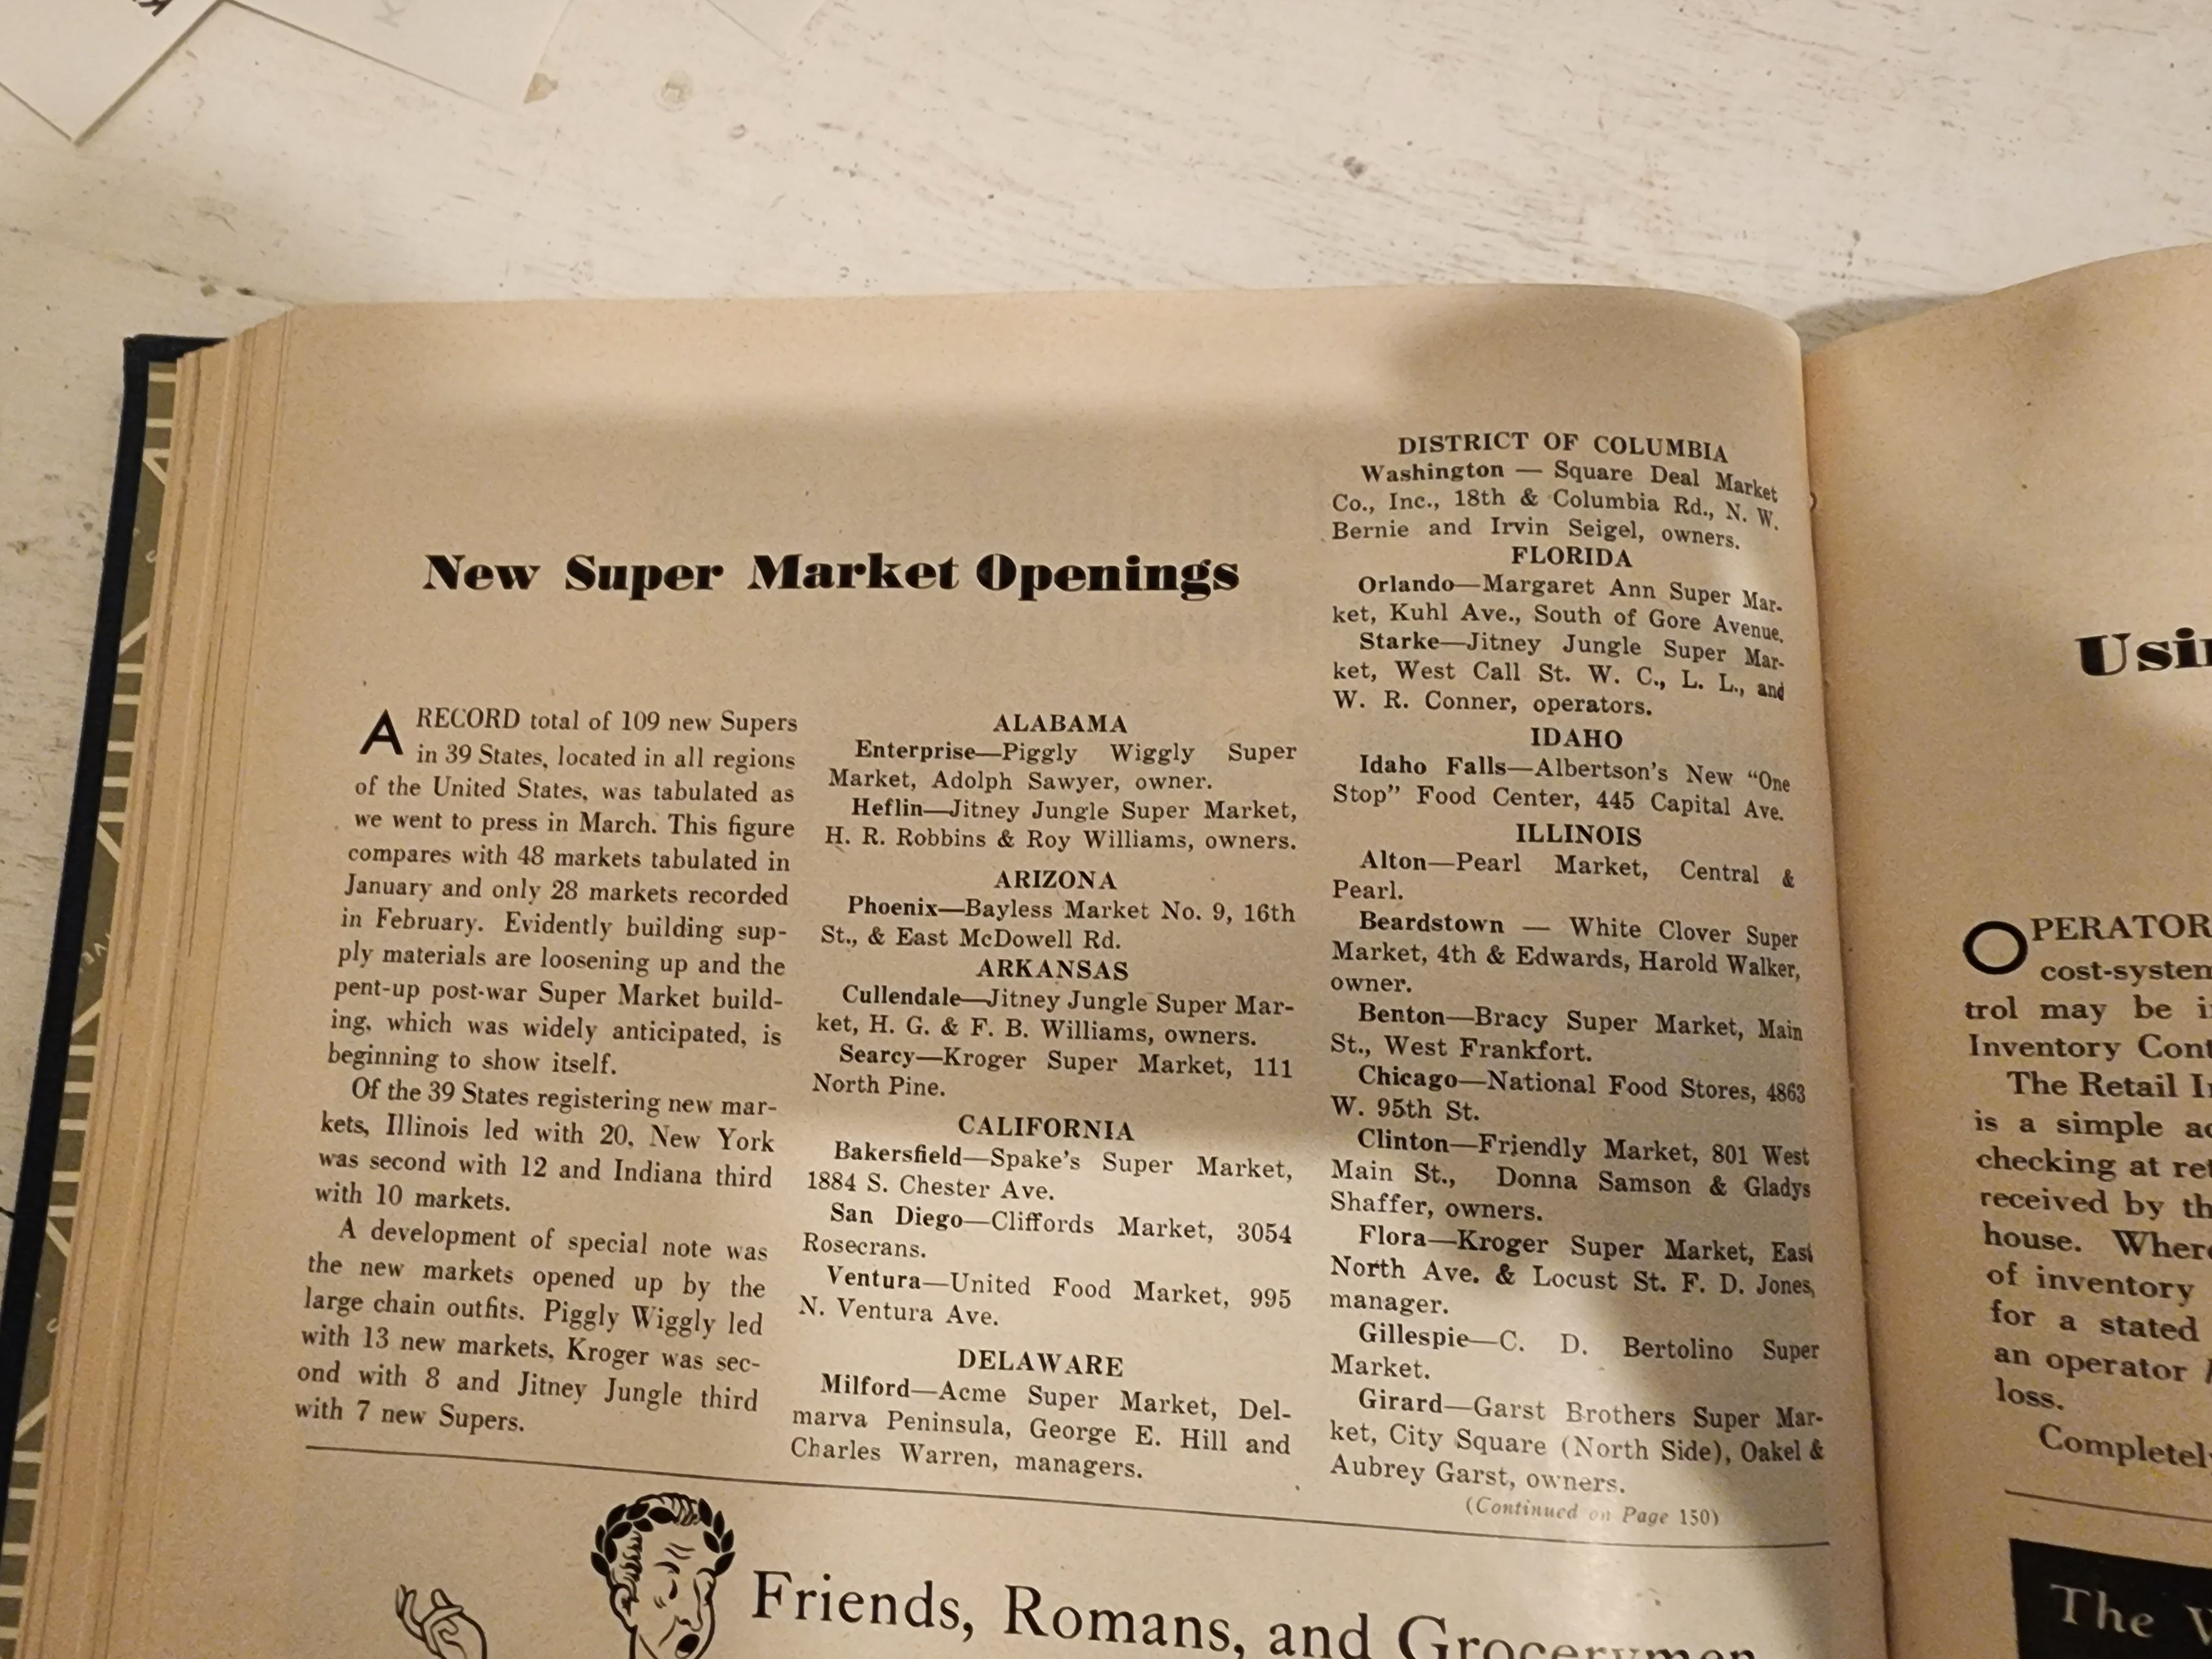 New Super Market Openings
A RECORD total of 109 new Supers
in 39 States, located in all regions
of the United States, was tabulated as
we went to press in March. This figure
compares with 48 markets tabulated in
January and only 28 markets recorded
in February. Evidently building sup-
ply materials are loosening up and the
pent-up post-war Super Market build-
ing, which was widely anticipated, is
beginning to show itself.
Of the 39 States registering new mar-
kets, Illinois led with 20, New York
was second with 12 and Indiana third
with 10 markets.
A development of special note was
the new markets opened up by the
large chain outfits. Piggly Wiggly led
with 13 new markets, Kroger was sec-
ond with 8 and Jitney Jungle third
with 7 new Supers.
ALABAMA
Enterprise—Piggly Wiggly Super
Market, Adolph Sawyer, owner.
Heflin—Jitney Jungle Super Market,
H. R. Robbins & Roy Williams, owners.
ARIZONA
Phoenix—Bayless Market No. 9, 16th
St., & East McDowell Rd.
ARKANSAS
Cullendale—Jitney Jungle Super Mar-
ket, H. G. & F. B. Williams, owners.
Searcy—Kroger Super Market, 111
North Pine.
CALIFORNIA
Bakersfield—Spake's Super Market,
1884 S. Chester Ave.
San Diego—Cliffords Market, 3054
Rosecrans.
Ventura—United Food Market, 995
N. Ventura Ave.
DELAWARE
Milford—Acme Super Market, Del-
marva Peninsula, George E. Hill and
Charles Warren, managers.
DISTRICT OF COLUMBIA
Washington — Square Deal Market
Co., Inc., 18th & Columbia Rd., N. W.
Bernie and Irvin Seigel, owners.
FLORIDA
Orlando—Margaret Ann Super Mar-
ket, Kuhl Ave., South of Gore Avenue.
Starke—Jitney Jungle Super Mar-
ket, West Call St. W. C., L. L., and
W. R. Conner, operators.
IDAHO
Idaho Falls—Albertson's New "One
Stop" Food Center, 445 Capital Ave.
ILLINOIS
Alton—Pearl Market, Central &
Pearl.
Beardstown — White Clover Super
Market, 4th & Edwards, Harold Walker,
owner.
Benton—Bracy Super Market, Main
St., West Frankfort.
Chicago—National Food Stores, 4863
W. 95th St.
Clinton—Friendly Market, 801 West
Main St., Donna Samson & Gladys
Shaffer, owners.
Flora—Kroger Super Market, East
North Ave. & Locust St. F. D. Jones,
manager.
Gillespie—C. D. Bertolino Super
Market.
Girard—Garst Brothers Super Mar-
ket, City Square (North Side), Oakel &
Aubrey Garst, owners.
(Continued on Page 150)
Friends, Romans, and Grocerymen
Usi
OPERATOR
cost-system
trol may be i
Inventory Cont
The Retail I
is a simple ac
checking at ret
received by th
house. Where
of inventory
for a stated
an operator
loss.
Completely
The